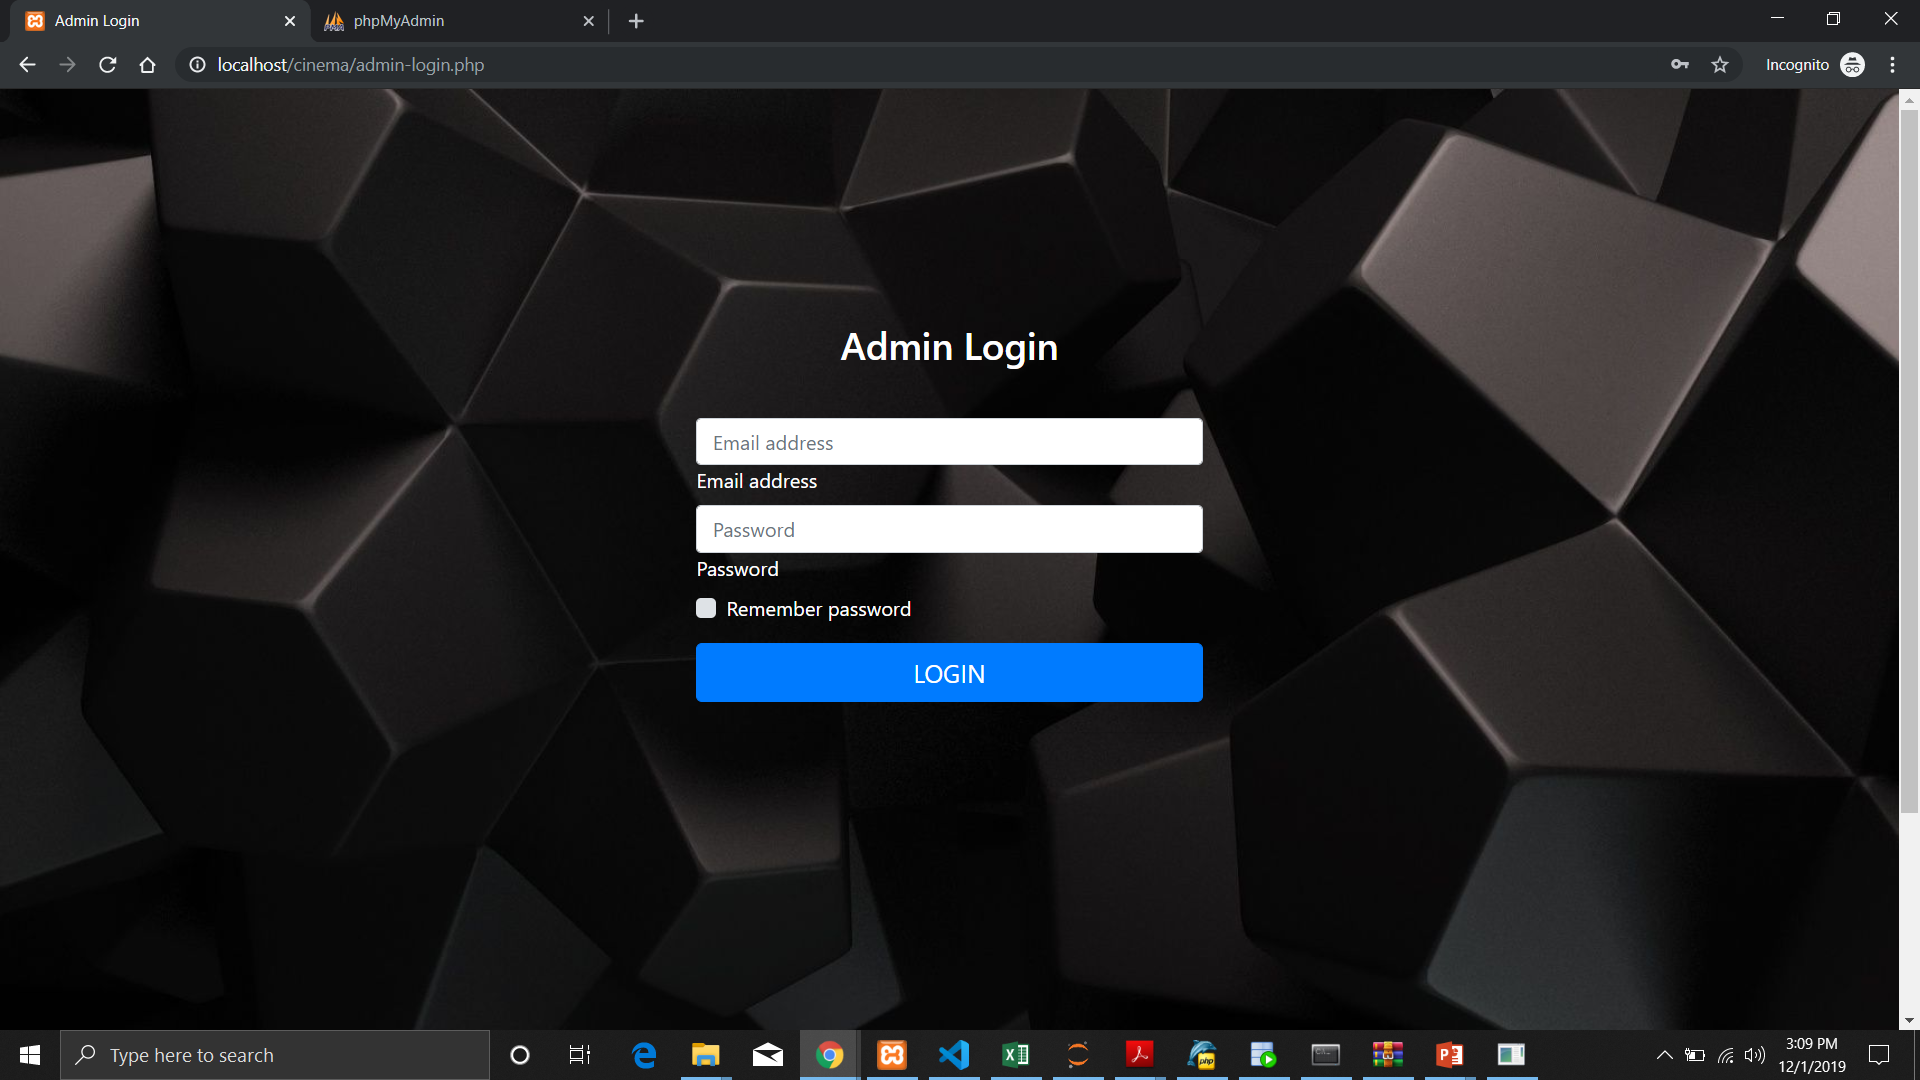 Admin Login
phpMyAdmin
localhost/cinema/admin-login.php
Incognito
Admin Login
Email address
Email address
Password
Password
Remember password
LOGIN
Type here to search
3:09 PM
12/1/2019